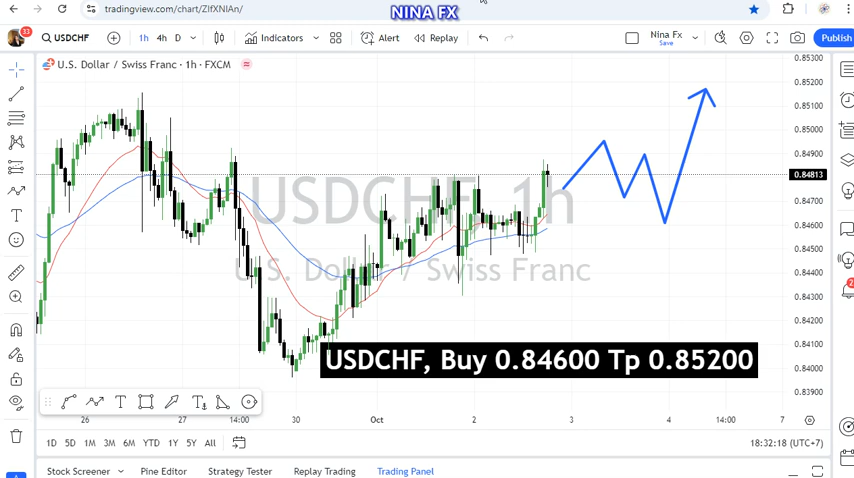 NINA FX
tradingview.com/chart/ZlfXNIAn/
33
USDCHF
1h 4h D
Indicators
Alert
Replay
Nina Fx
Save
Publish
U.S. Dollar / Swiss Franc · 1h · FXCM
USDCHF, 1h
U.S. Dollar / Swiss Franc
0.85300
0.85200
0.85100
0.85000
0.84900
0.84813
0.84700
0.84600
0.84500
0.84400
0.84300
0.84200
0.84100
0.84000
0.83900
USDCHF, Buy 0.84600 Tp 0.85200
26 27 14:00 30 Oct 2 3 4 14:00 7
1D 5D 1M 3M 6M YTD 1Y 5Y All
18:32:18 (UTC+7)
Stock Screener Pine Editor Strategy Tester Replay Trading Trading Panel